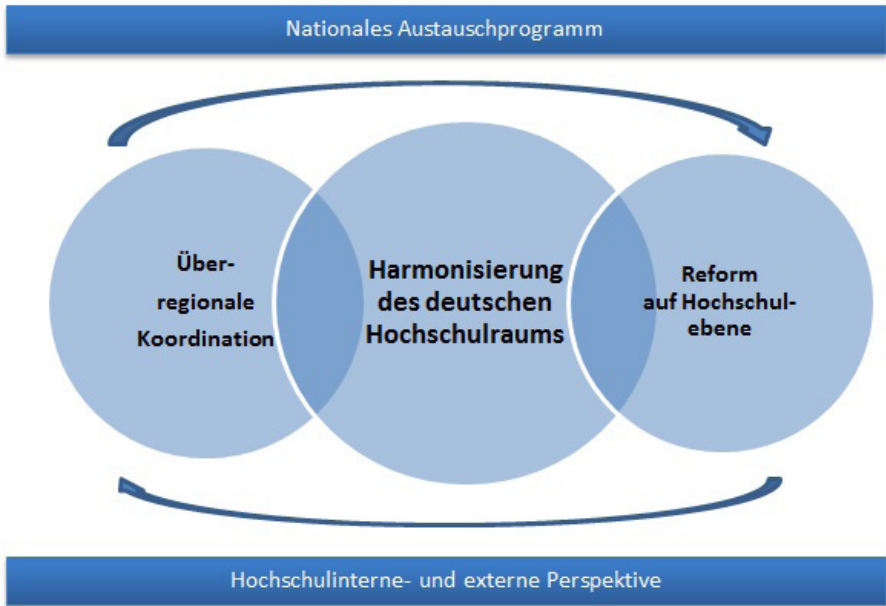 Nationales Austauschprogramm
Über-
regionale
Koordination
Harmonisierung
des deutschen
Hochschulraums
Reform
auf Hochschul-
ebene
Hochschulinterne- und externe Perspektive